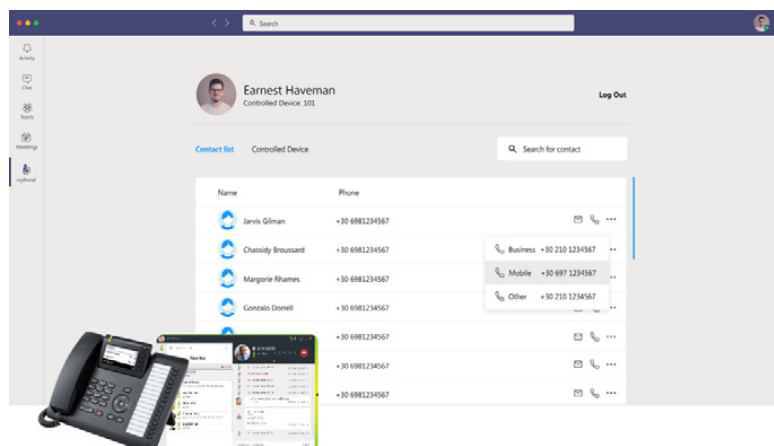 Search
Activity
Chat
Teams
Meetings
myPortal
Earnest Haveman
Controlled Device: 101
Log Out
Contact list Controlled Device
Search for contact
Name Phone
Jarvis Gilman +30 6981234567
Chassidy Broussard +30 6981234567
Margorie Rhames +30 6981234567
Gonzalo Dorrell +30 6981234567
+30 6981234567
+30 6981234567
+30 6981234567
Business +30 210 1234567
Mobile +30 697 1234567
Other +30 210 1234567